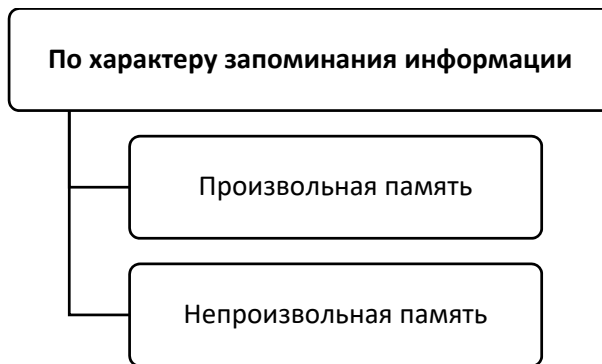 По характеру запоминания информации
Произвольная память
Непроизвольная память